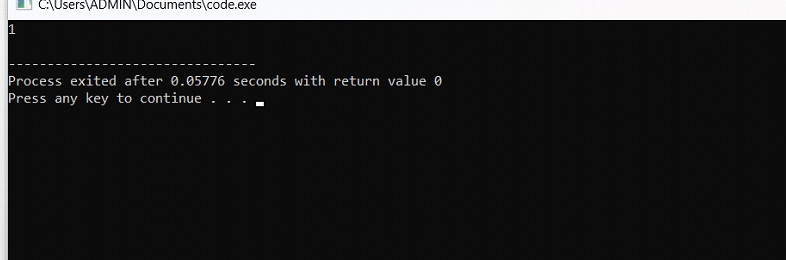 C:\Users\ADMIN\Documents\code.exe
1
--------------------------------
Process exited after 0.05776 seconds with return value 0
Press any key to continue . . .